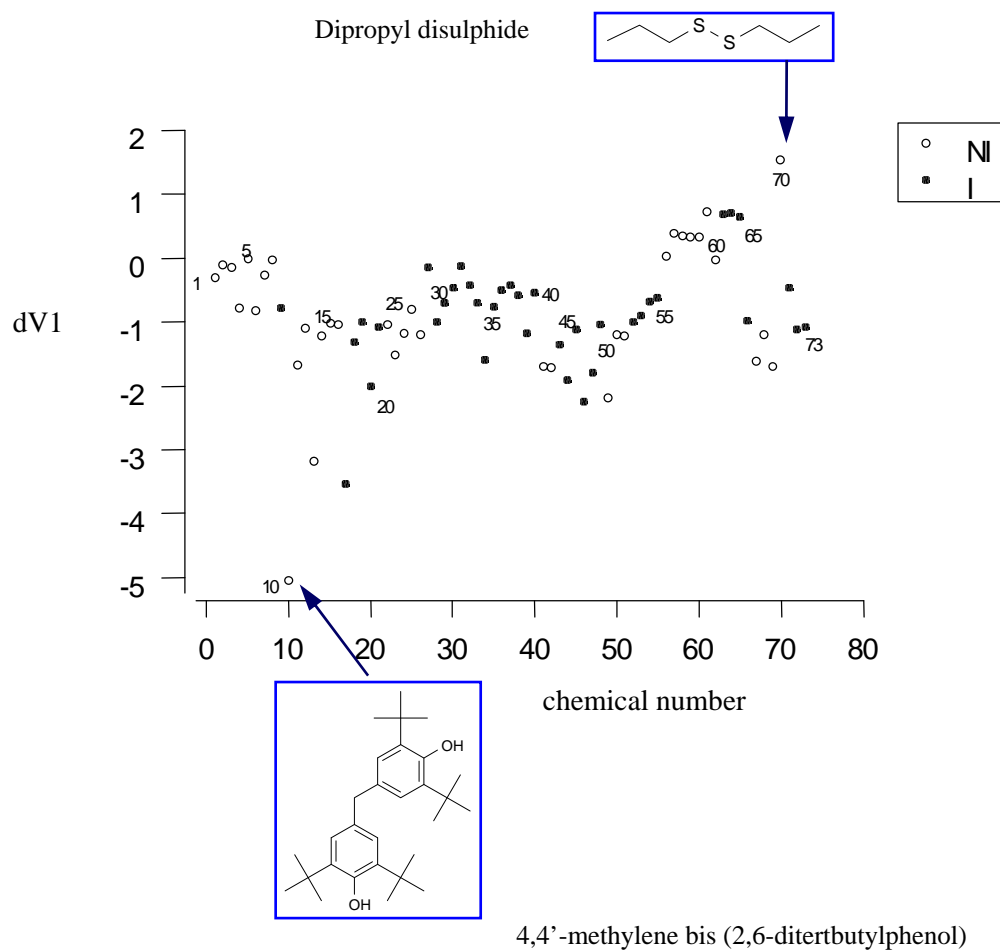 Dipropyl disulphide
S
S
2
1
0
-1
-2
-3
-4
-5
dV1
NI
I
1
5
10
15
20
25
30
35
40
45
50
55
60
65
70
73
0 10 20 30 40 50 60 70 80
chemical number
OH
OH
4,4’-methylene bis (2,6-ditertbutylphenol)